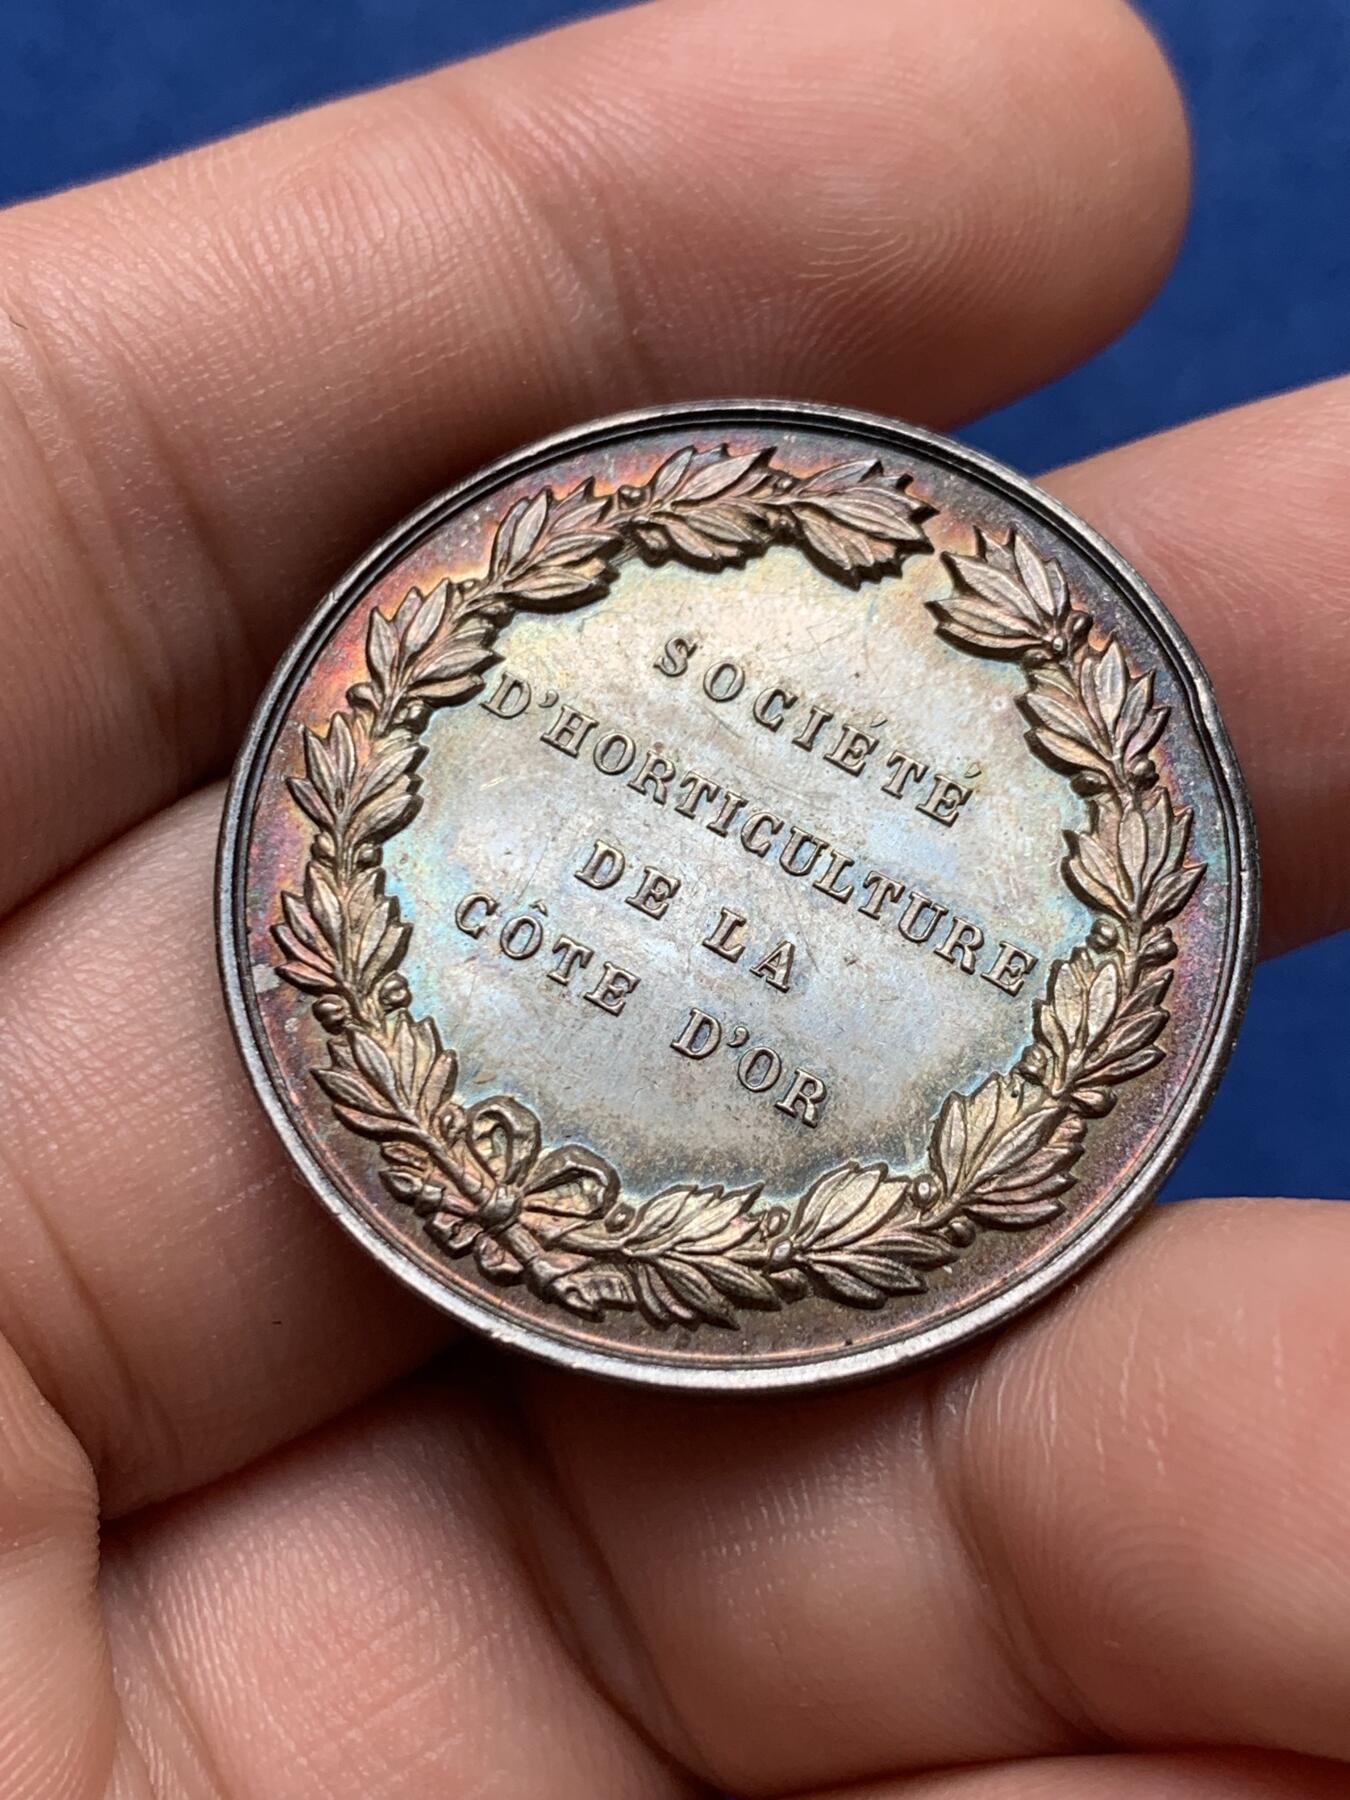 SOCIÉTÉ
D'HORTICULTURE
DE LA
CÔTE D'OR